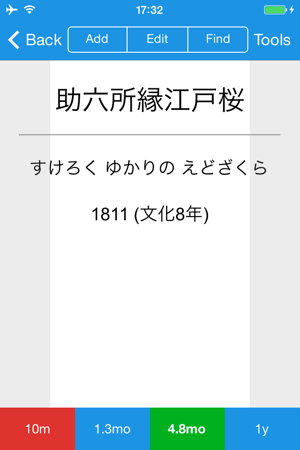 17:32
Back Add Edit Find Tools
助六所縁江戸桜
すけろく ゆかりの えどざくら
1811 (文化8年)
10m 1.3mo 4.8mo 1y